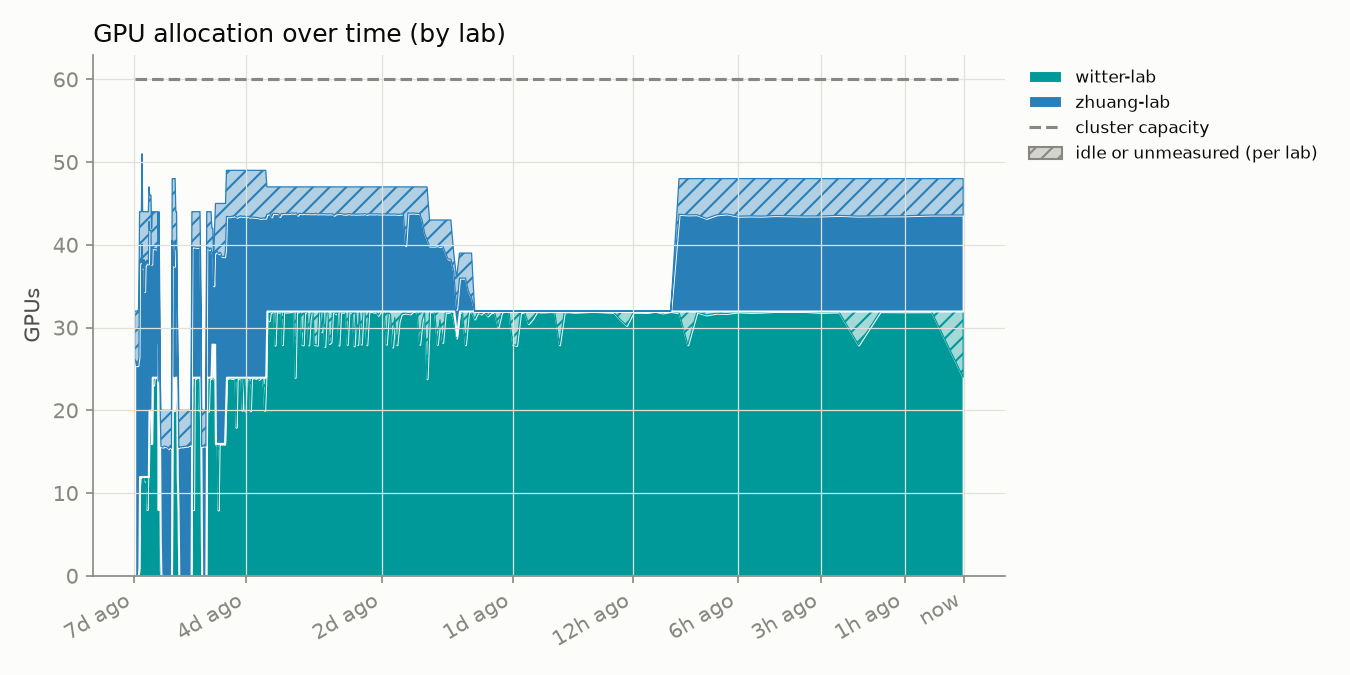 GPU allocation over time (by lab)
60
50
40
30
20
10
0
GPUs
7d ago
4d ago
2d ago
1d ago
12h ago
6h ago
3h ago
1h ago
now
witter-lab
zhuang-lab
cluster capacity
idle or unmeasured (per lab)